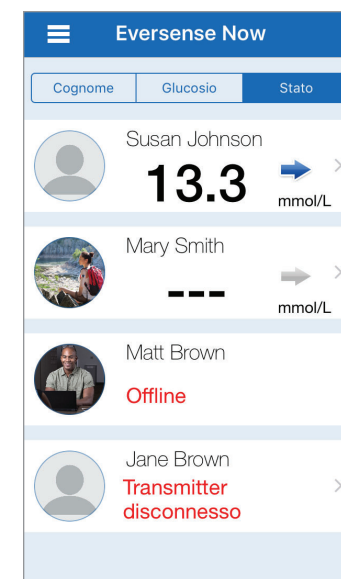 Eversense Now
Cognome Glucosio Stato
Susan Johnson
13.3
mmol/L
Mary Smith
---
mmol/L
Matt Brown
Offline
Jane Brown
Transmitter
disconnesso